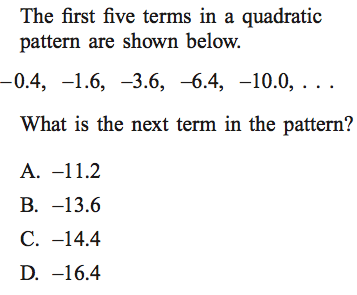 The first five terms in a quadratic
pattern are shown below.
−0.4, −1.6, −3.6, −6.4, −10.0, . . .
What is the next term in the pattern?
A. −11.2
B. −13.6
C. −14.4
D. −16.4